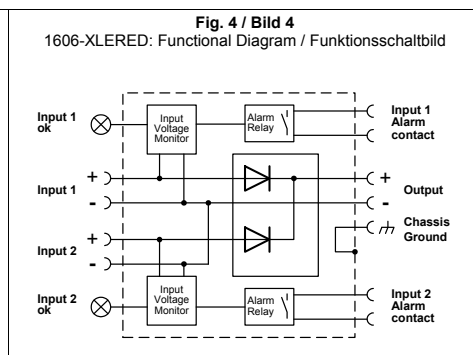 Fig. 4 / Bild 4
1606-XLERED: Functional Diagram / Funktionsschaltbild
Input 1
ok
Input
Voltage
Monitor
Alarm
Relay
Input 1
Alarm
contact
+
Input 1
-
+
Output
-
Chassis
Ground
+
Input 2
-
Input 2
ok
Input
Voltage
Monitor
Alarm
Relay
Input 2
Alarm
contact